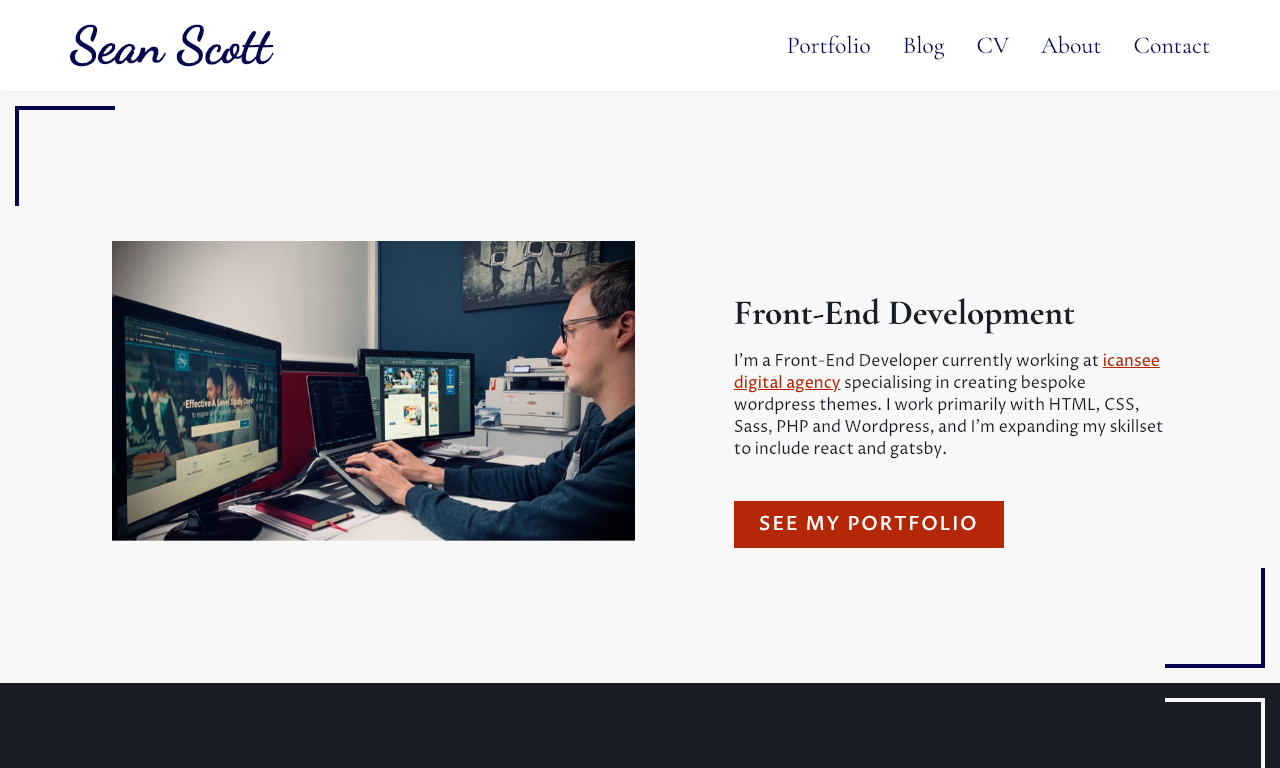 Sean Scott
Portfolio Blog CV About Contact
Effective A Level Study Days
Front-End Development
I'm a Front-End Developer currently working at icansee
digital agency specialising in creating bespoke
wordpress themes. I work primarily with HTML, CSS,
Sass, PHP and Wordpress, and I'm expanding my skillset
to include react and gatsby.
SEE MY PORTFOLIO